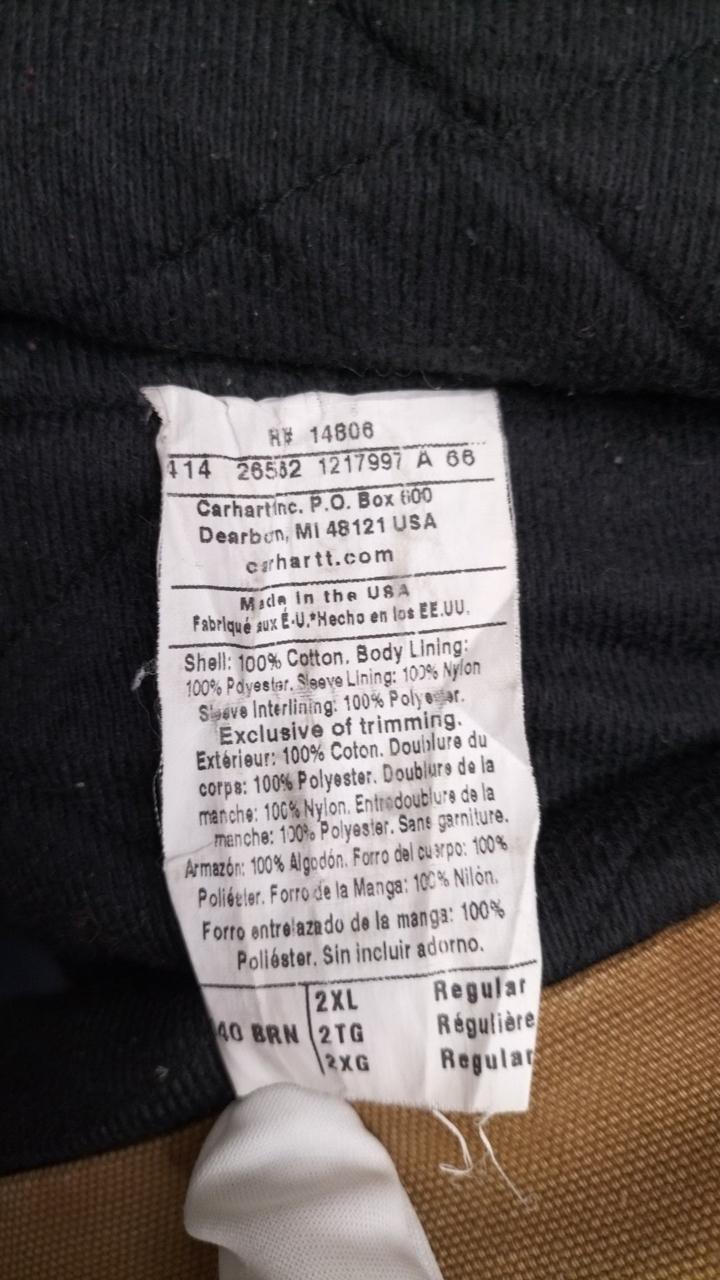 RN 14806
414 26582 1217997 A 66
Carhart Inc. P.O. Box 600
Dearborn, MI 48121 USA
carhartt.com
Made in the USA
Fabriqué aux É-U.*Hecho en los EE.UU.
Shell: 100% Cotton. Body Lining:
100% Polyester. Sleeve Lining: 100% Nylon
Sleeve Interlining: 100% Polyester.
Exclusive of trimming.
Extérieur: 100% Coton. Doublure du
corps: 100% Polyester. Doublure de la
manche: 100% Nylon. Entredoublure de la
manche: 100% Polyester. Sans garniture.
Armazón: 100% Algodón. Forro del cuerpo: 100%
Poliéster. Forro de la Manga: 100% Nilón.
Forro entrelazado de la manga: 100%
Poliéster. Sin incluir adorno.
40 BRN
2XL Regular
2TG Régulière
2XG Regular